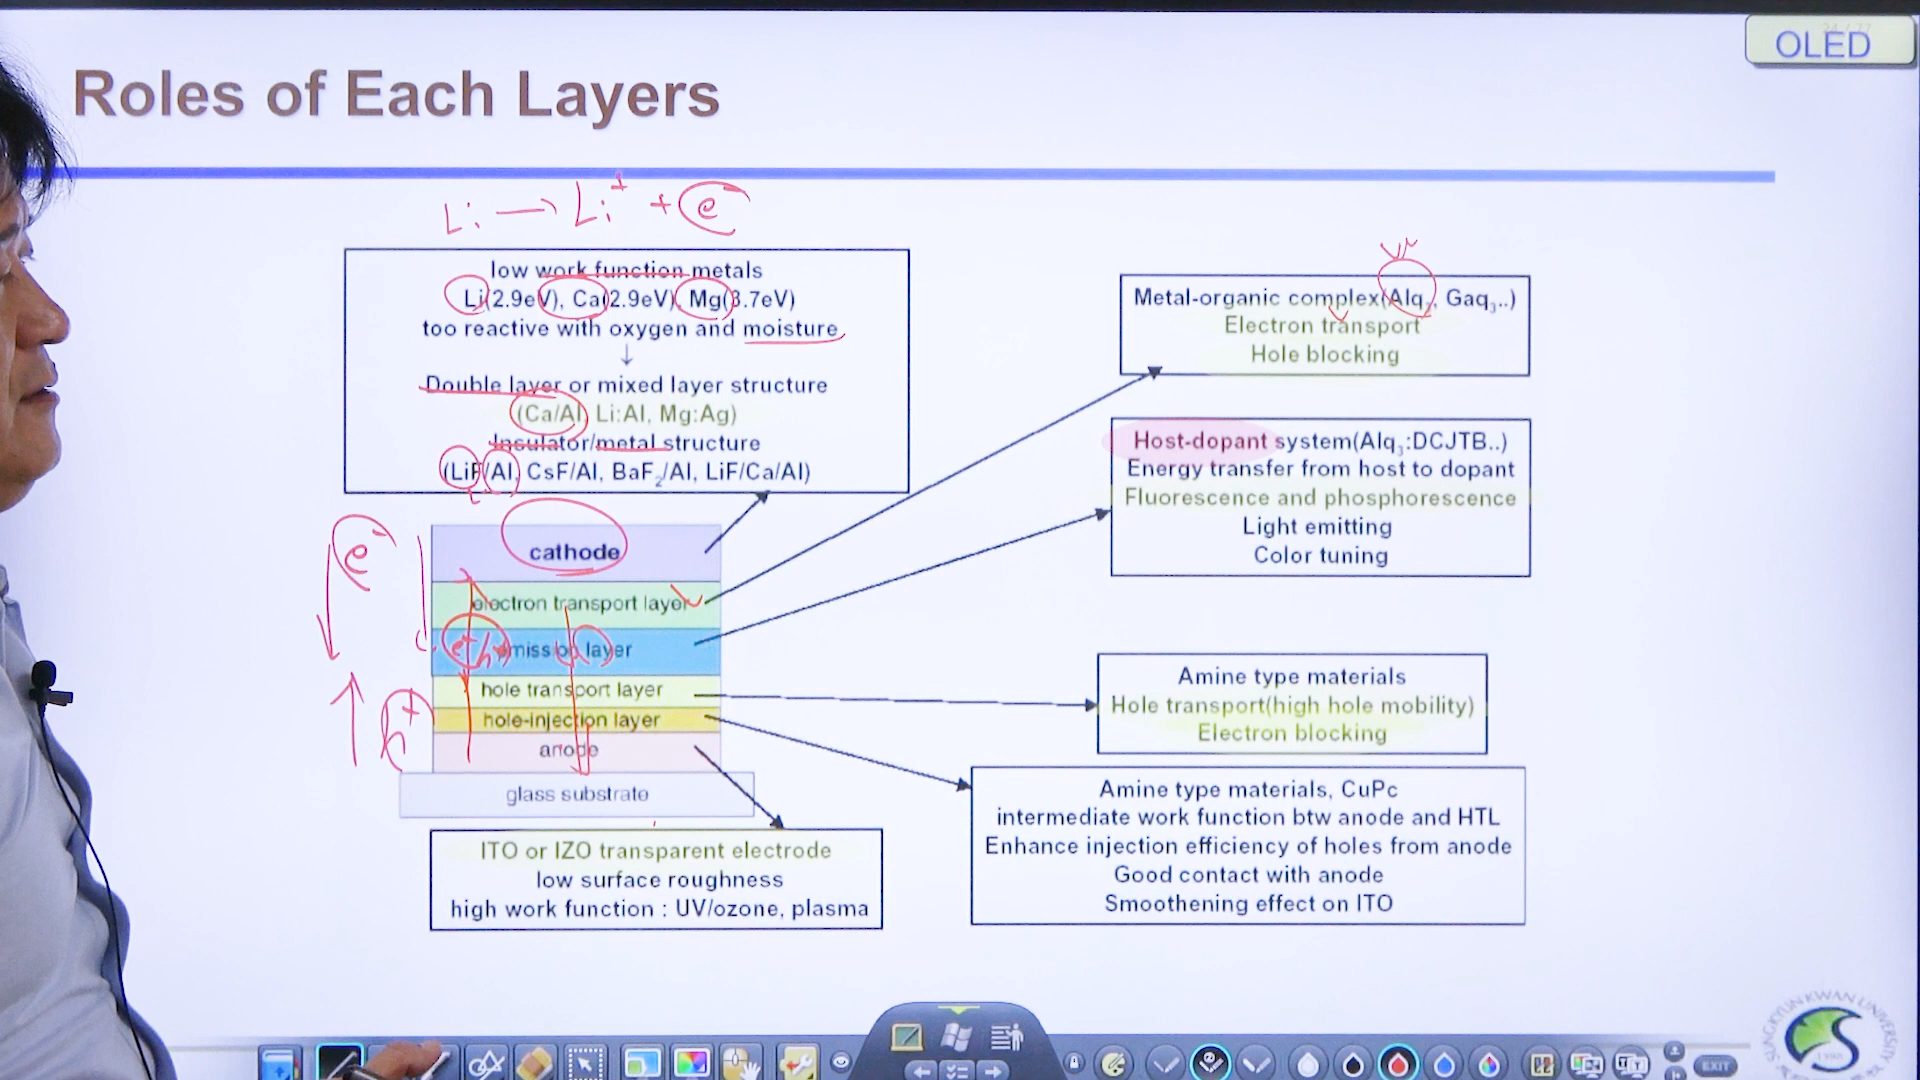 OLED
Roles of Each Layers
Li → Li+ + e-
low work function metals
Li(2.9eV), Ca(2.9eV), Mg(3.7eV)
too reactive with oxygen and moisture
↓
Double layer or mixed layer structure
(Ca/Al, Li:Al, Mg:Ag)
Insulator/metal structure
(LiF/Al, CsF/Al, BaF2/Al, LiF/Ca/Al)
Metal-organic complex(Alq3, Gaq3..)
Electron transport
Hole blocking
Host-dopant system(Alq3:DCJTB..)
Energy transfer from host to dopant
Fluorescence and phosphorescence
Light emitting
Color tuning
e-
h+
cathode
electron transport layer
emission layer
hole transport layer
hole-injection layer
anode
glass substrate
Amine type materials
Hole transport(high hole mobility)
Electron blocking
Amine type materials, CuPc
intermediate work function btw anode and HTL
Enhance injection efficiency of holes from anode
Good contact with anode
Smoothening effect on ITO
ITO or IZO transparent electrode
low surface roughness
high work function : UV/ozone, plasma
SUNGKYUNKWAN UNIVERSITY
EXIT